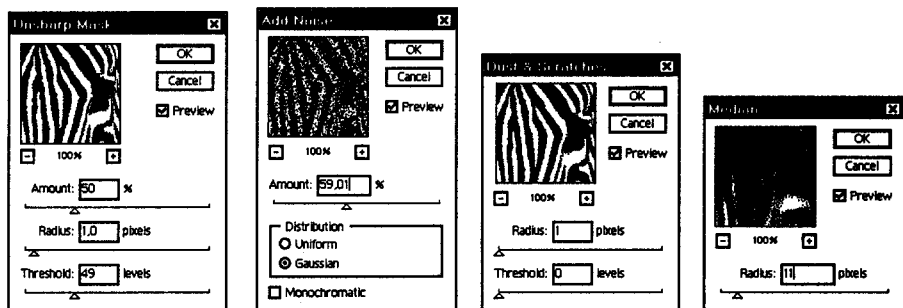 Unsharp Mask
OK
Cancel
Preview
100%
Amount: 50 %
Radius: 1,0 pixels
Threshold: 49 levels
Add Noise
OK
Cancel
Preview
100%
Amount: 59,01 %
Distribution
Uniform
Gaussian
Monochromatic
Dust & Scratches
OK
Cancel
Preview
100%
Radius: 1 pixels
Threshold: 0 levels
Median
OK
Cancel
Preview
100%
Radius: 11 pixels